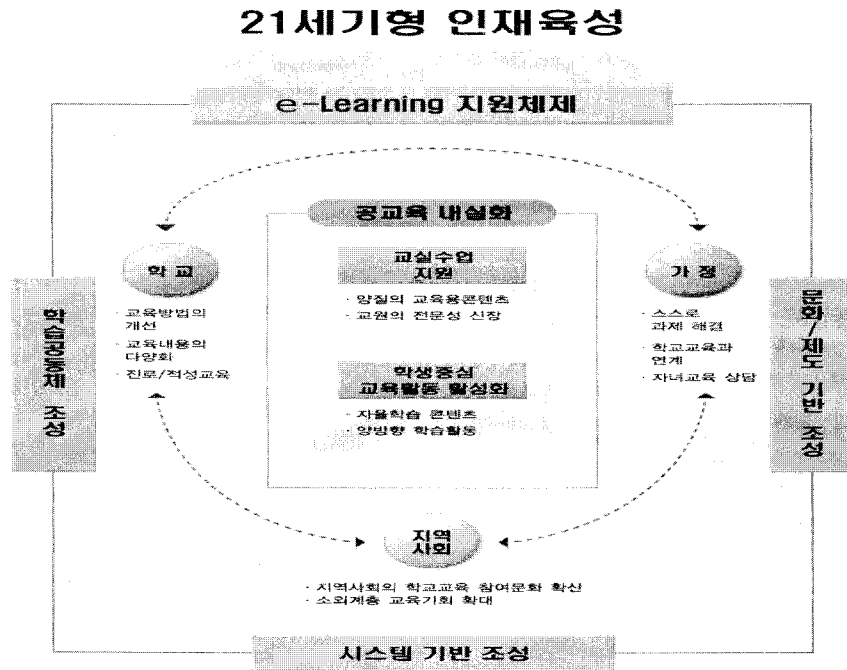 21세기형 인재육성
e-Learning 지원체제
공교육 내실화
교실수업
지원
· 양질의 교육용콘텐츠
· 교원의 전문성 신장
학생중심
교육활동 활성화
· 자율학습 콘텐츠
· 양방향 학습활동
학교
· 교육방법의
개선
· 교육내용의
다양화
· 진로/적성교육
가정
· 스스로
과제 해결
· 학교교육과
연계
· 자녀교육 상담
학습공동체 조성
문화/제도 기반 조성
지역
사회
· 지역사회의 학교교육 참여문화 확산
· 소외계층 교육기회 확대
시스템 기반 조성